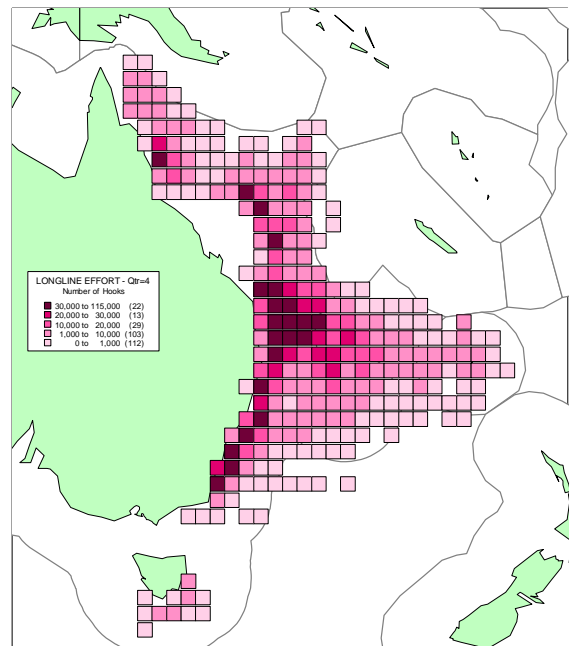 LONGLINE EFFORT - Qtr=4
Number of Hooks
30,000 to 115,000 (22)
20,000 to 30,000 (13)
10,000 to 20,000 (29)
1,000 to 10,000 (103)
0 to 1,000 (112)